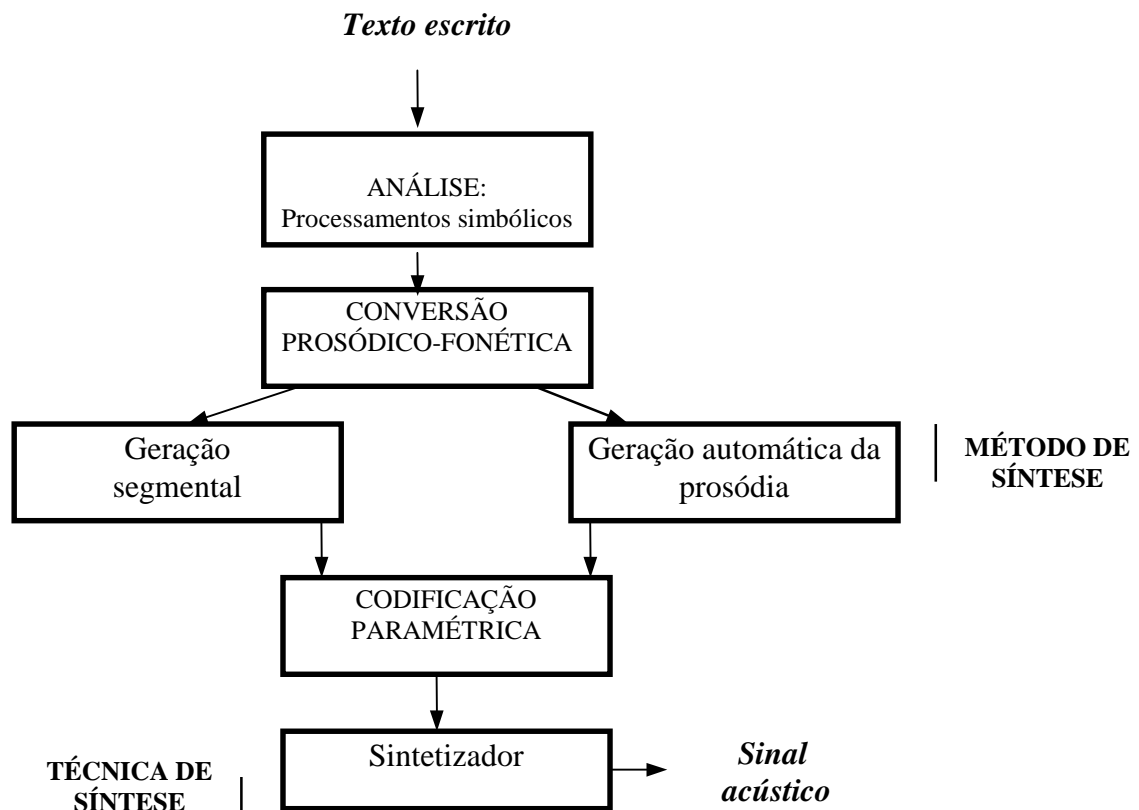 Texto escrito
ANÁLISE:
Processamentos simbólicos
CONVERSÃO
PROSÓDICO-FONÉTICA
Geração
segmental
Geração automática da
prosódia
MÉTODO DE
SÍNTESE
CODIFICAÇÃO
PARAMÉTRICA
Sintetizador
Sinal
acústico
TÉCNICA DE
SÍNTESE